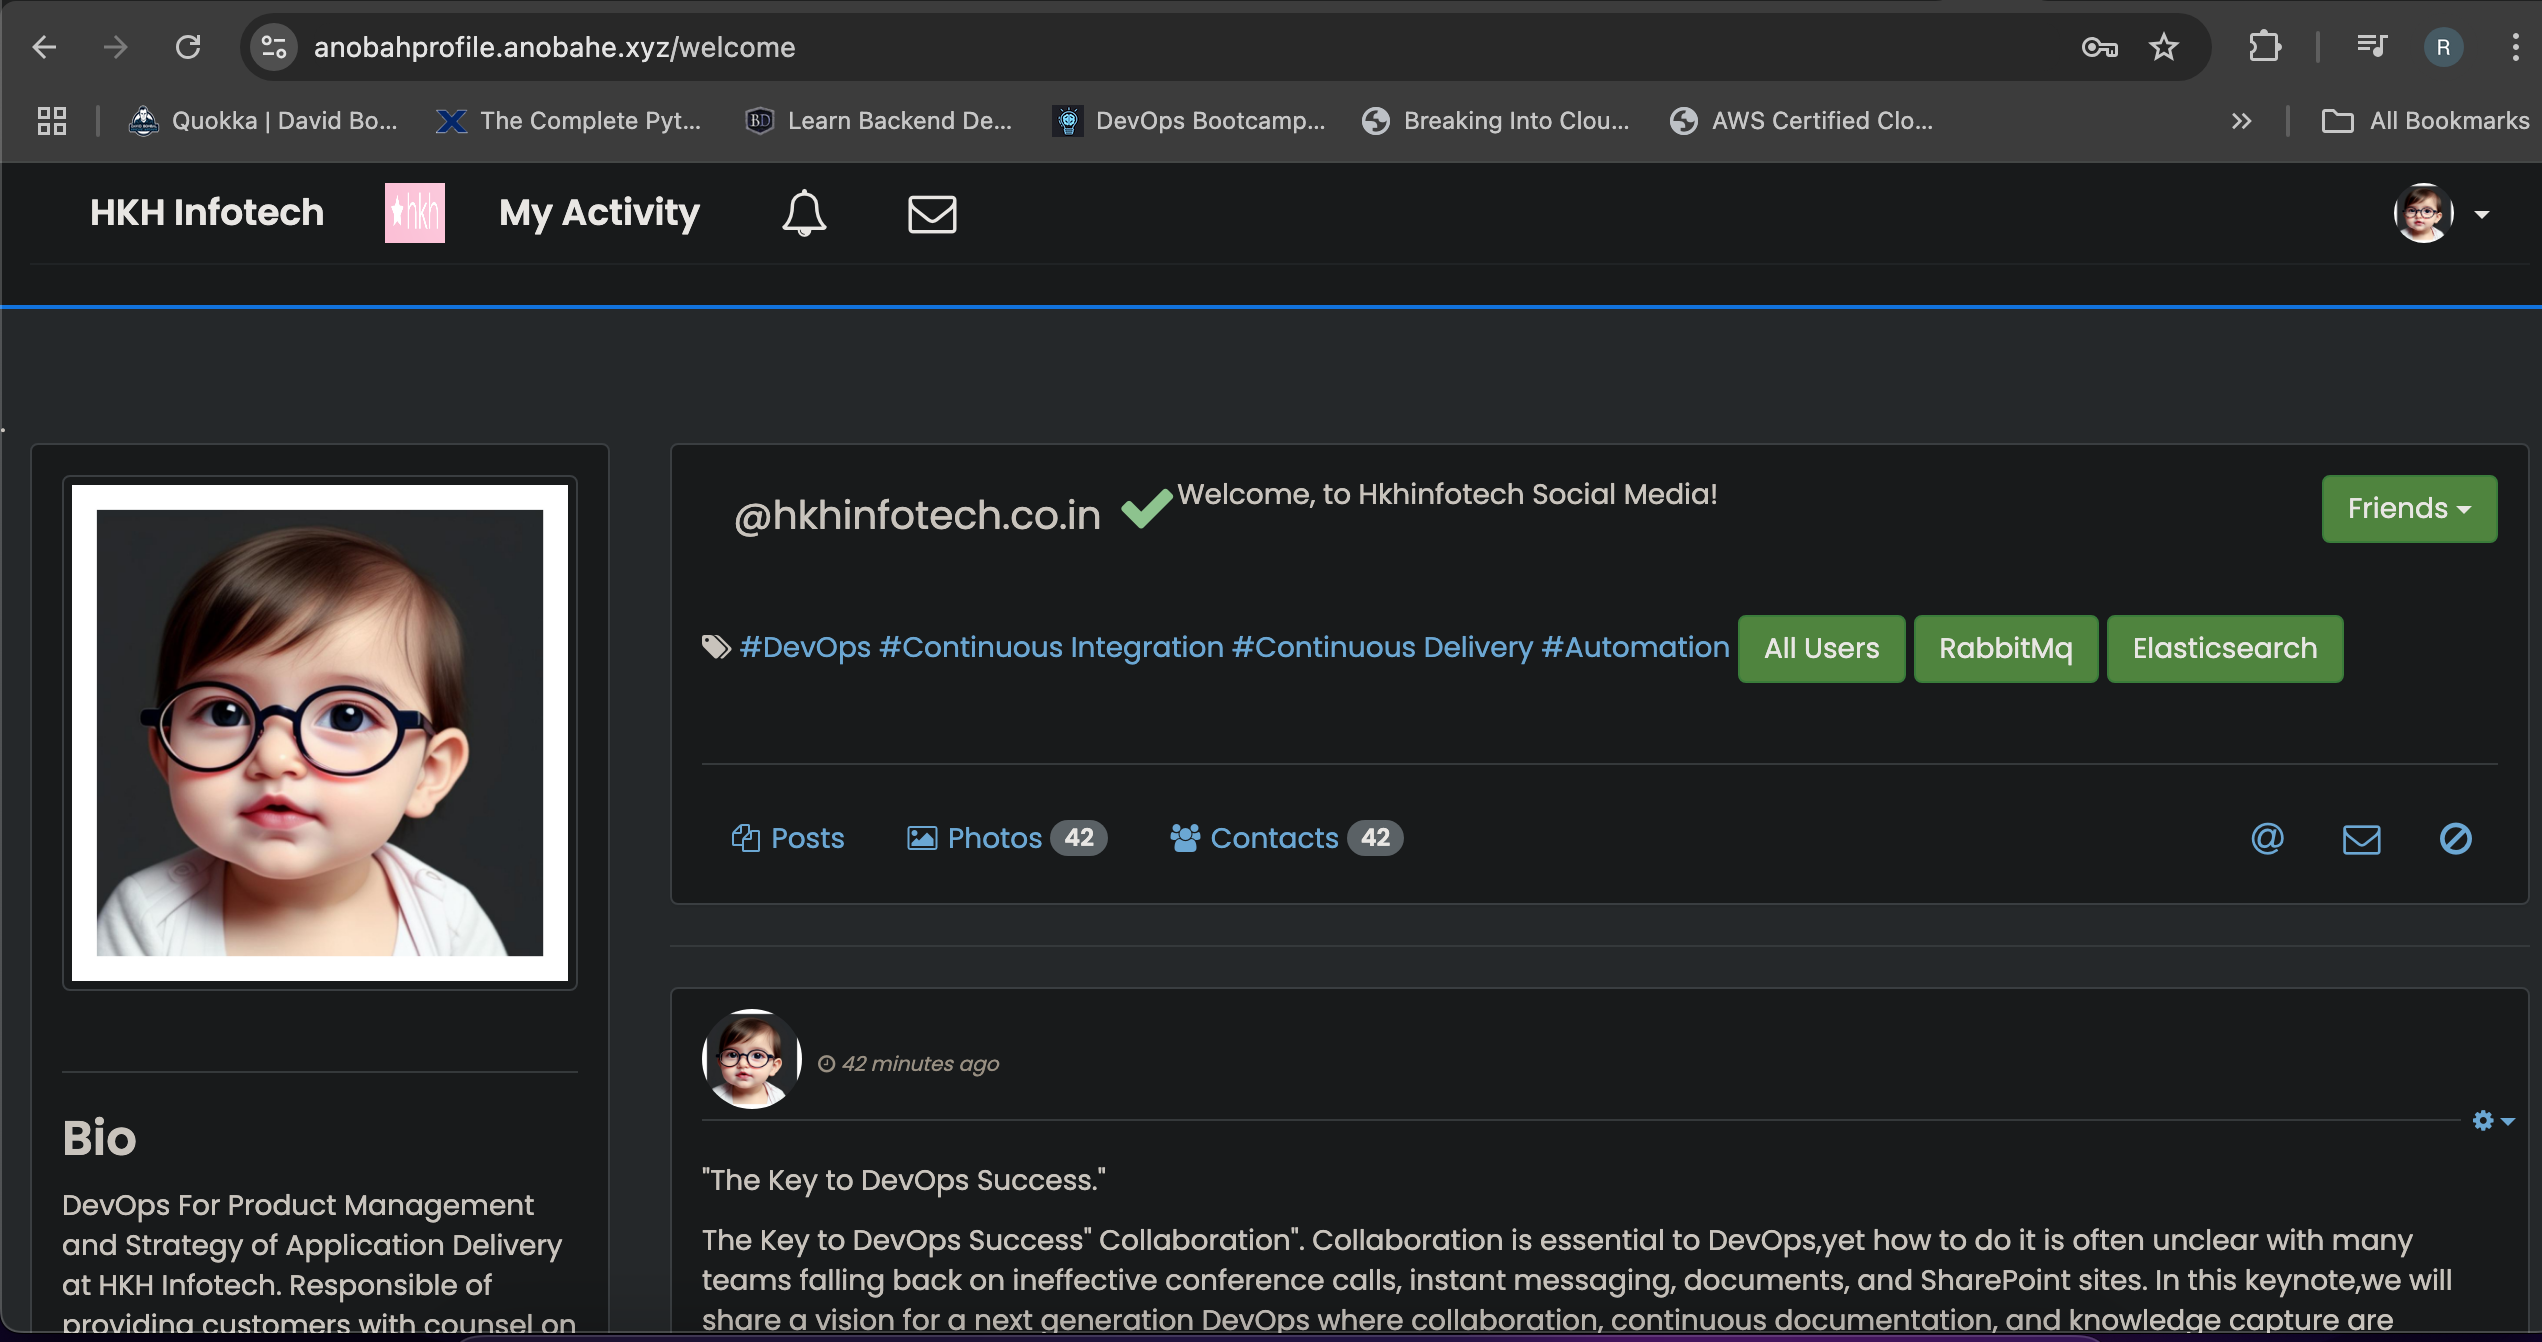 anobahprofile.anobahe.xyz/welcome
R
Quokka | David Bo...
The Complete Pyt...
BD
Learn Backend De...
DevOps Bootcamp...
Breaking Into Clou...
AWS Certified Clo...
All Bookmarks
HKH Infotech
hkh
My Activity
@hkhinfotech.co.in
Welcome, to Hkhinfotech Social Media!
Friends
#DevOps #Continuous Integration #Continuous Delivery #Automation
All Users
RabbitMq
Elasticsearch
Posts
Photos 42
Contacts 42
@
42 minutes ago
"The Key to DevOps Success."
The Key to DevOps Success" Collaboration". Collaboration is essential to DevOps,yet how to do it is often unclear with many
teams falling back on ineffective conference calls, instant messaging, documents, and SharePoint sites. In this keynote,we will
share a vision for a next generation DevOps where collaboration, continuous documentation, and knowledge capture are
Bio
DevOps For Product Management
and Strategy of Application Delivery
at HKH Infotech. Responsible of
providing customers with counsel on